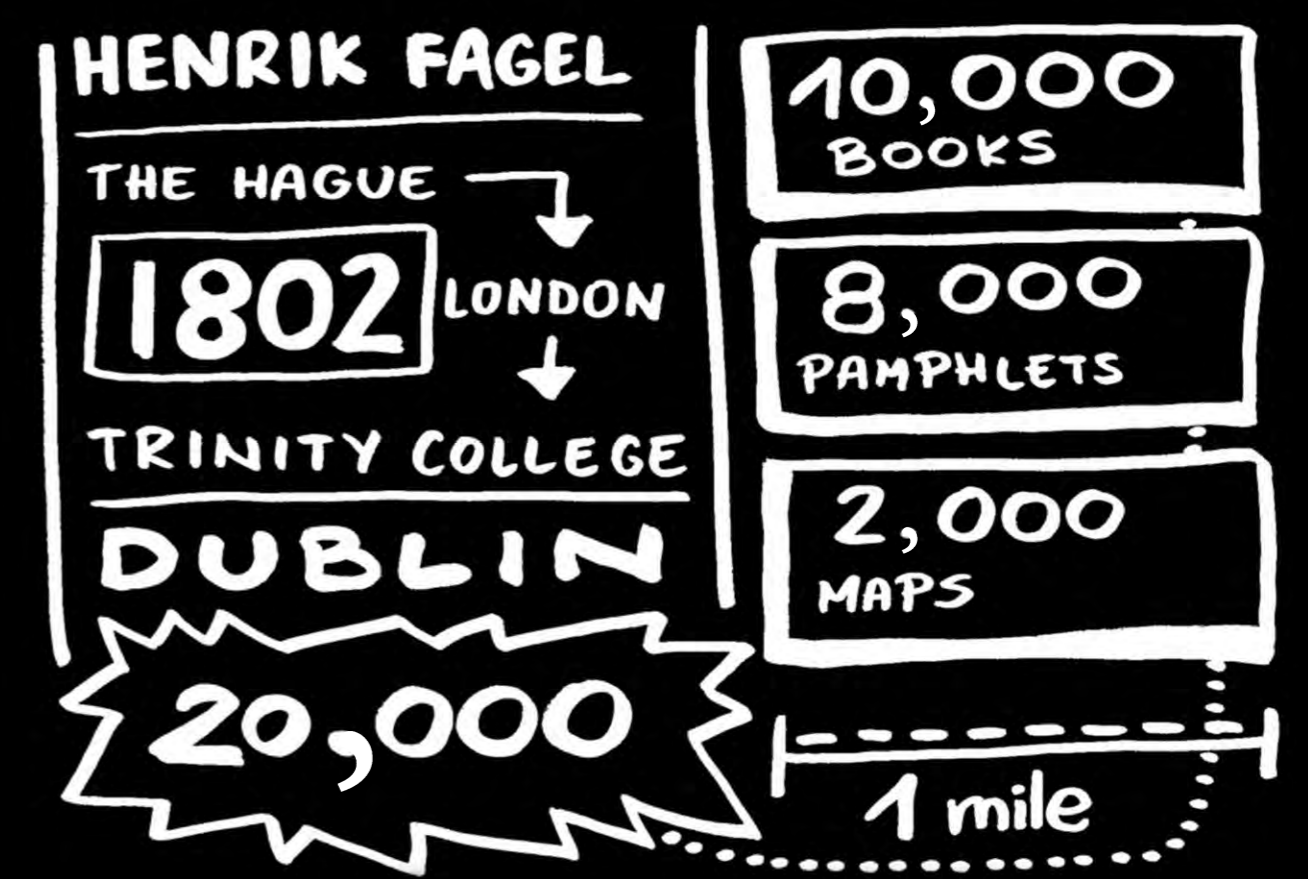 HENRIK FAGEL
THE HAGUE
1802
LONDON
TRINITY COLLEGE
DUBLIN
20,000
10,000
BOOKS
8,000
PAMPHLETS
2,000
MAPS
1 mile